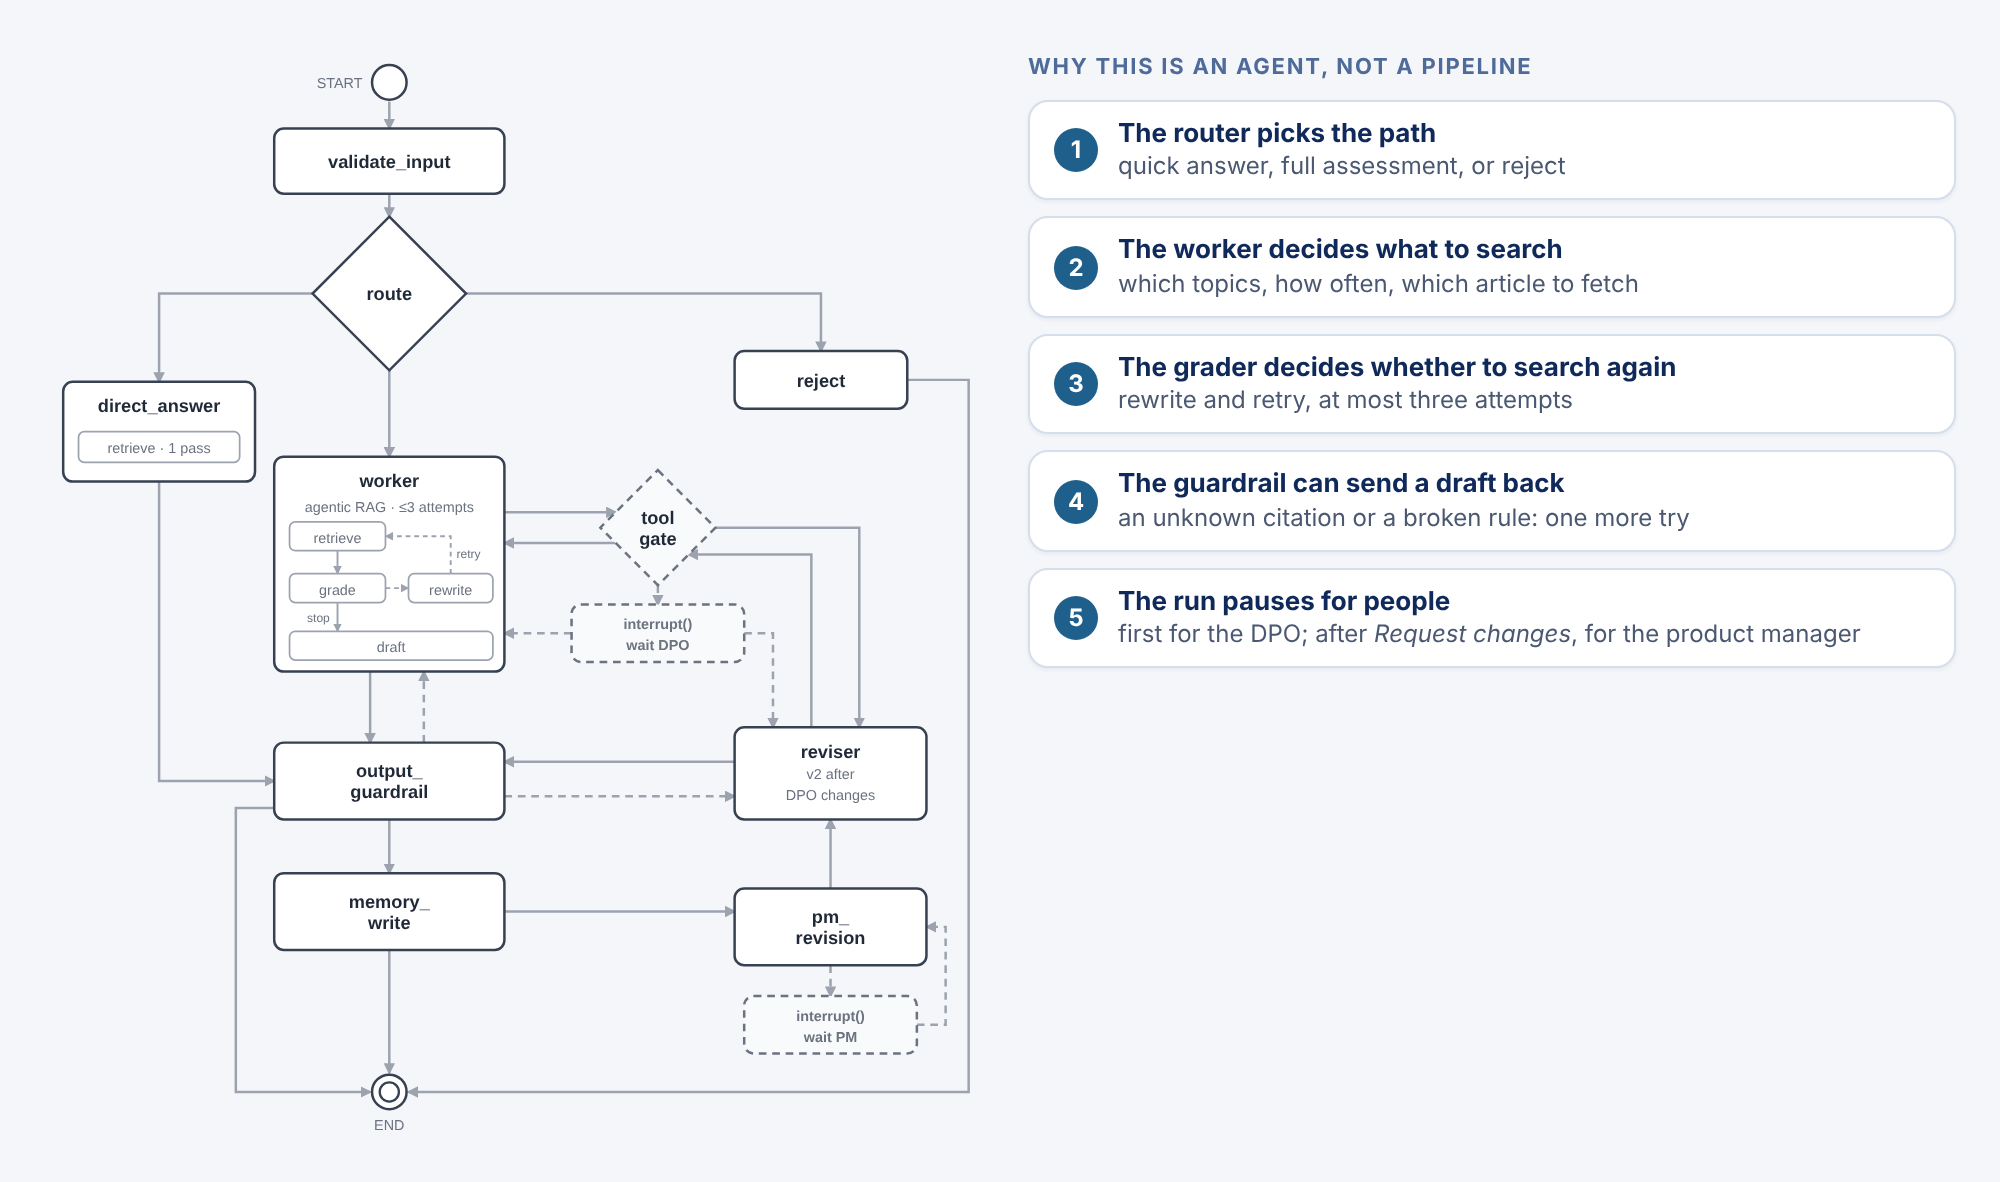 START
validate_input
route
direct_answer
retrieve · 1 pass
reject
worker
agentic RAG · ≤3 attempts
retrieve
retry
grade
rewrite
stop
draft
tool
gate
interrupt()
wait DPO
output_
guardrail
reviser
v2 after
DPO changes
memory_
write
pm_
revision
interrupt()
wait PM
END
WHY THIS IS AN AGENT, NOT A PIPELINE
1
The router picks the path
quick answer, full assessment, or reject
2
The worker decides what to search
which topics, how often, which article to fetch
3
The grader decides whether to search again
rewrite and retry, at most three attempts
4
The guardrail can send a draft back
an unknown citation or a broken rule: one more try
5
The run pauses for people
first for the DPO; after Request changes, for the product manager